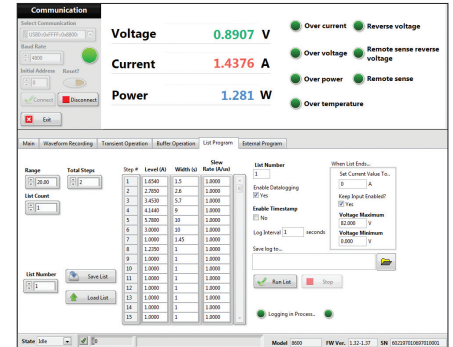 Communication
Select Communication
USB0::0xFFFF::0x8800::
Baud Rate
4800
Initial Address Reset?
0
Connect Disconnect
Exit
Voltage 0.8907 V
Current 1.4376 A
Power 1.281 W
Over current Reverse voltage
Over voltage Remote sense reverse voltage
Over power Remote sense
Over temperature
Main Waveform Recording Transient Operation Buffer Operation List Program External Program
Range Total Steps
20.00 2
List Count
1
List Number
1
Save List
Load List
Step # Level (A) Width (s) Slew Rate (A/us)
1 1.6540 1.5 1.0000
2 2.7850 2.6 1.0000
3 3.4530 5.7 1.0000
4 4.1440 9 1.0000
5 5.7800 10 1.0000
6 3.0000 10 1.0000
7 1.0000 1.45 1.0000
8 1.2350 1 1.0000
9 1.0000 1 1.0000
10 1.0000 1 1.0000
11 1.0000 1 1.0000
12 1.0000 1 1.0000
13 1.0000 1 1.0000
14 1.0000 1 1.0000
15 1.0000 1 1.0000
List Number
1
Enable Datalogging
Yes
Enable Timestamp
No
Log Interval 1 seconds
Save log to...
Run List Stop
Logging in Process..
When List Ends...
Set Current Value To..
0 A
Keep Input Enabled?
Yes
Voltage Maximum
82.000 V
Voltage Minimum
0.000 V
State Idle 0 Model 8600 FW Ver. 1.32-1.37 SN